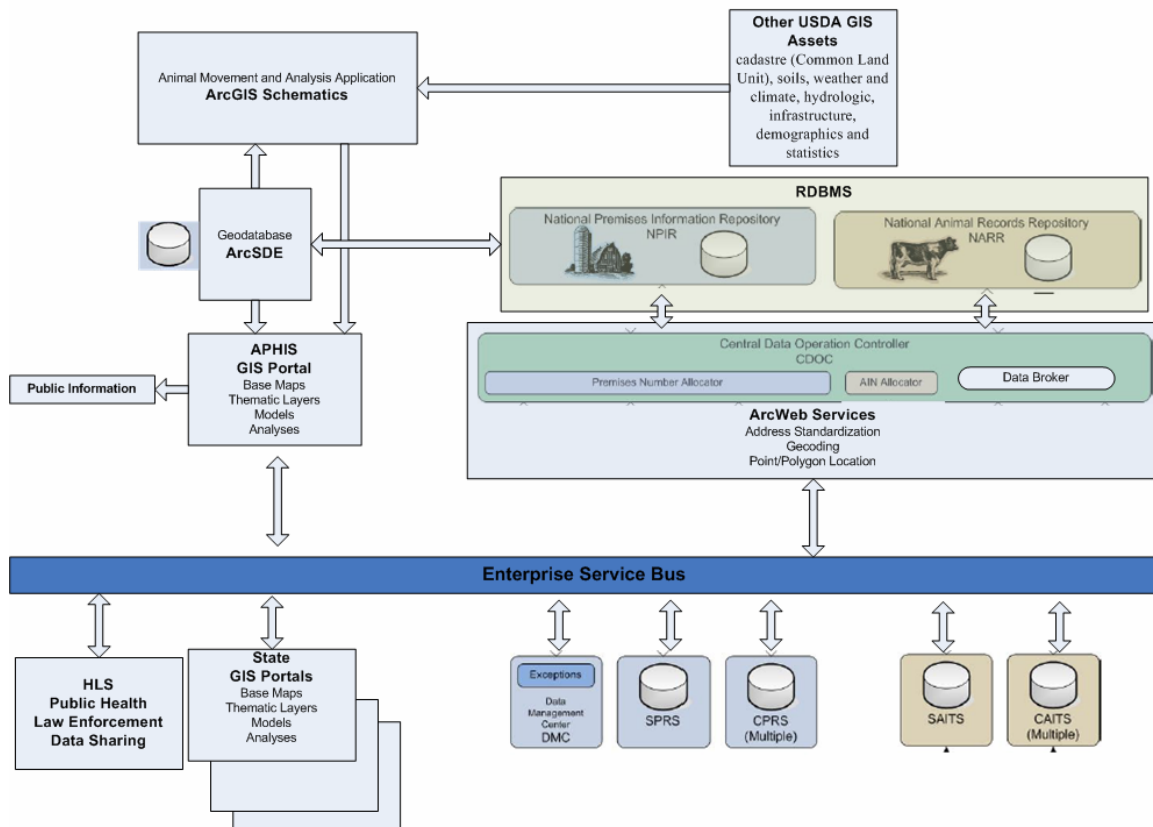 Other USDA GIS
Assets
cadastre (Common Land
Unit), soils, weather and
climate, hydrologic,
infrastructure,
demographics and
statistics
Animal Movement and Analysis Application
ArcGIS Schematics
RDBMS
National Premises Information Repository
NPIR
National Animal Records Repository
NARR
Geodatabase
ArcSDE
APHIS
GIS Portal
Base Maps
Thematic Layers
Models
Analyses
Public Information
Central Data Operation Controller
CDOC
Premises Number Allocator
AIN Allocator
Data Broker
ArcWeb Services
Address Standardization
Gecoding
Point/Polygon Location
Enterprise Service Bus
HLS
Public Health
Law Enforcement
Data Sharing
State
GIS Portals
Base Maps
Thematic Layers
Models
Analyses
Exceptions
Data
Management
Center
DMC
SPRS
CPRS
(Multiple)
SAITS
CAITS
(Multiple)